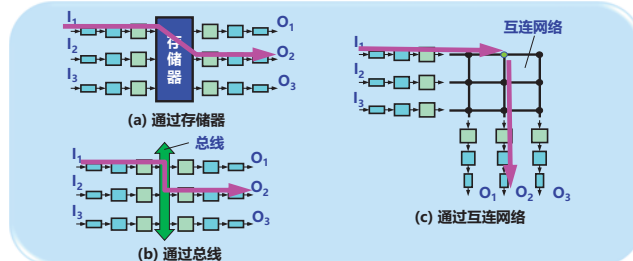 I1
I2
I3
存储器
O1
O2
O3
(a) 通过存储器
总线
I1
I2
I3
O1
O2
O3
(b) 通过总线
互连网络
I1
I2
I3
O1 O2 O3
(c) 通过互连网络